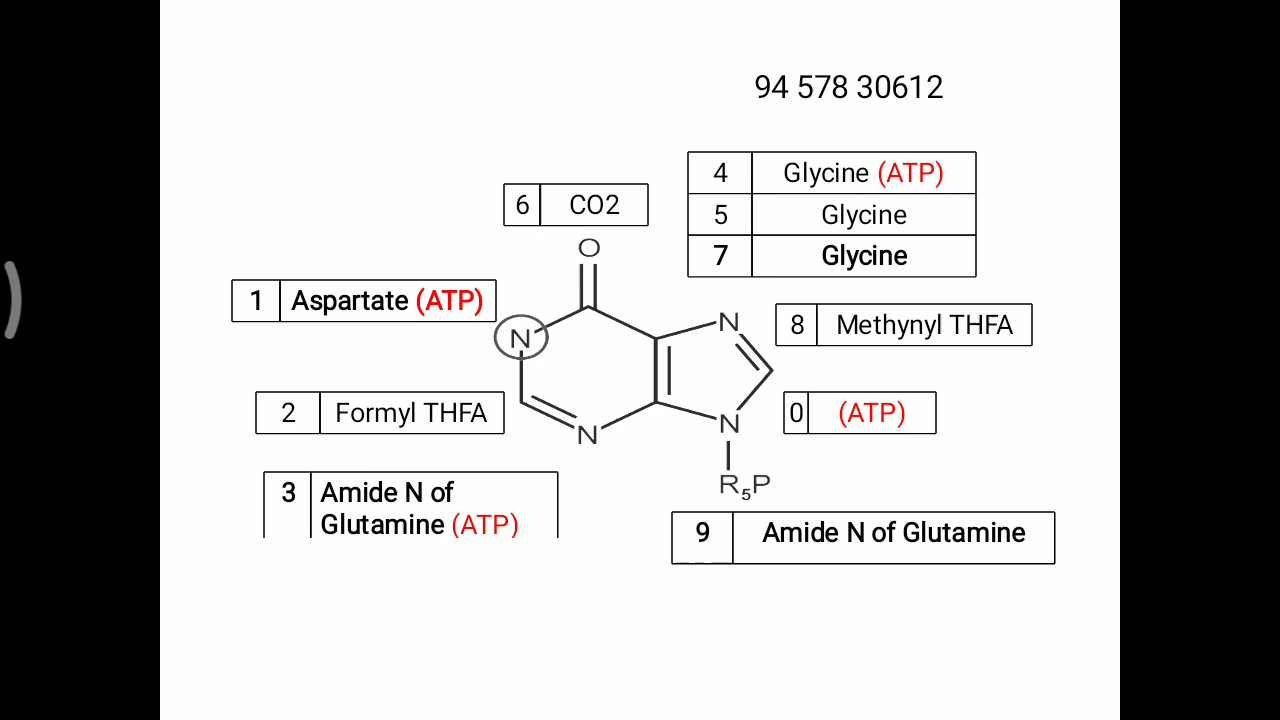 94 578 30612
4 Glycine (ATP)
6 CO2
5 Glycine
7 Glycine
O
1 Aspartate (ATP)
N
N
8 Methynyl THFA
2 Formyl THFA
N
N
0 (ATP)
R5P
3 Amide N of
Glutamine (ATP)
9 Amide N of Glutamine